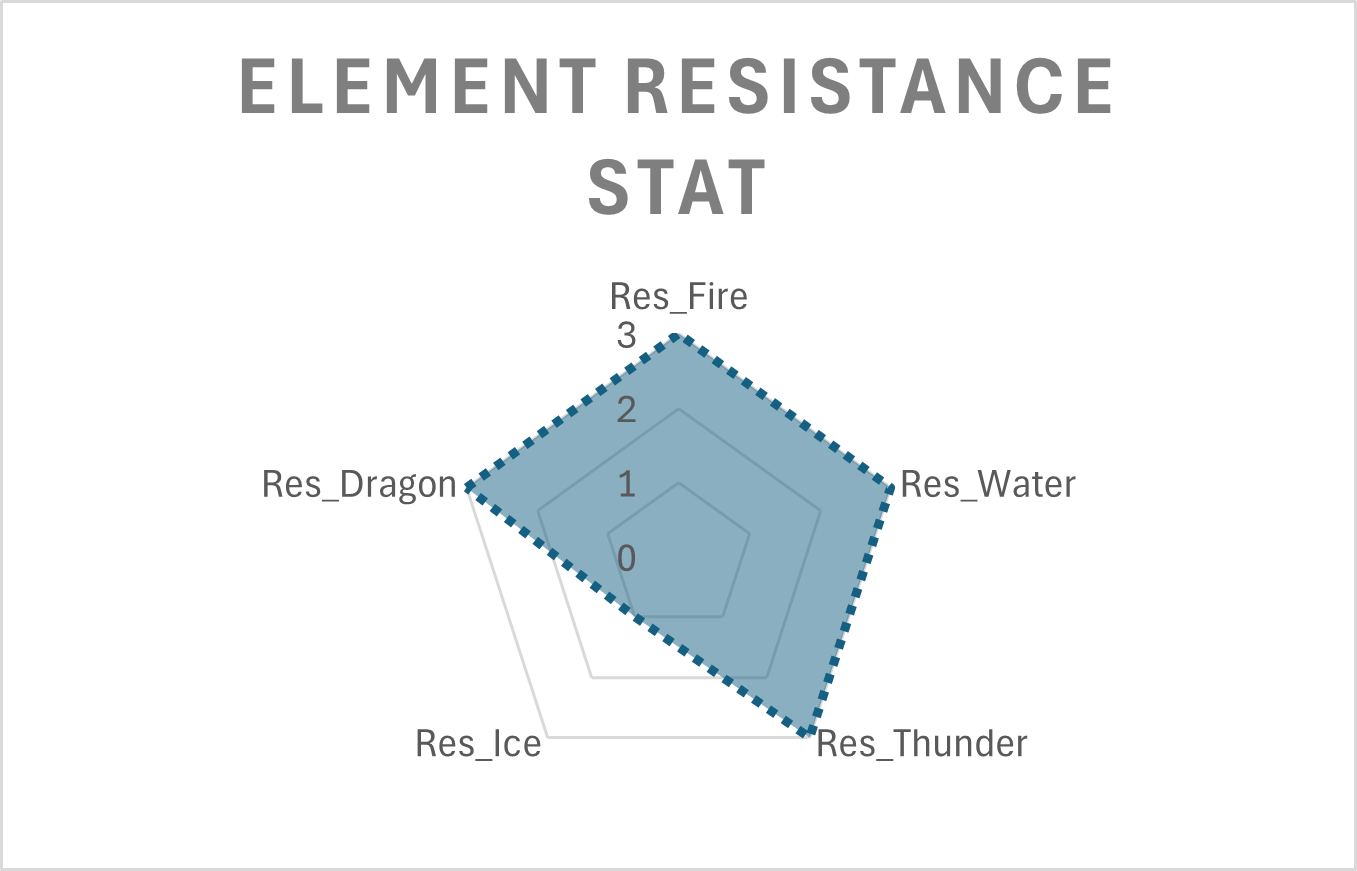 ELEMENT RESISTANCE
STAT
Res_Fire
3
2
1
0
Res_Water
Res_Dragon
Res_Ice
Res_Thunder